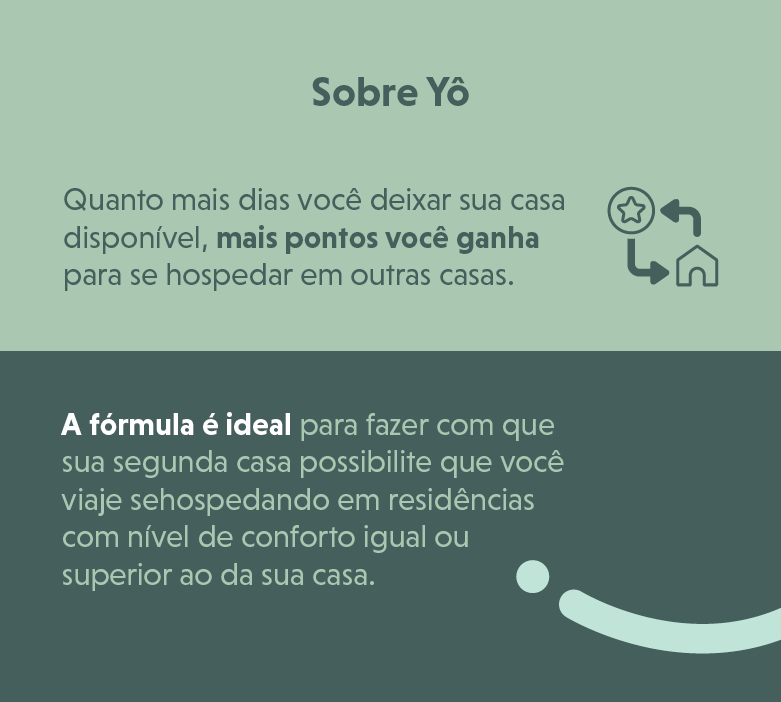 Sobre Yô
Quanto mais dias você deixar sua casa
disponível, mais pontos você ganha
para se hospedar em outras casas.
A fórmula é ideal para fazer com que
sua segunda casa possibilite que você
viaje sehospedando em residências
com nível de conforto igual ou
superior ao da sua casa.